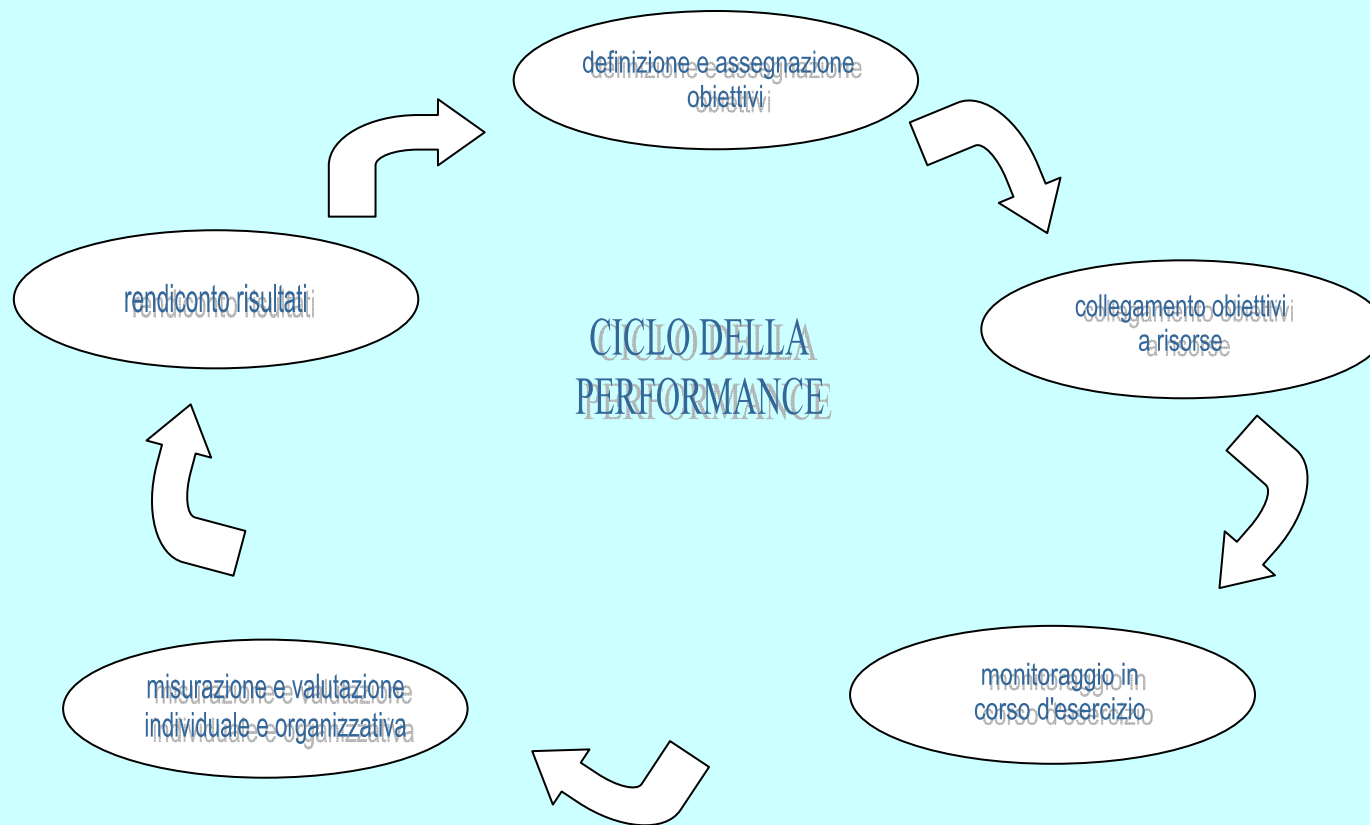 definizione e assegnazione
obiettivi
rendiconto risultati
collegamento obiettivi
a risorse
CICLO DELLA
PERFORMANCE
misurazione e valutazione
individuale e organizzativa
monitoraggio in
corso d'esercizio